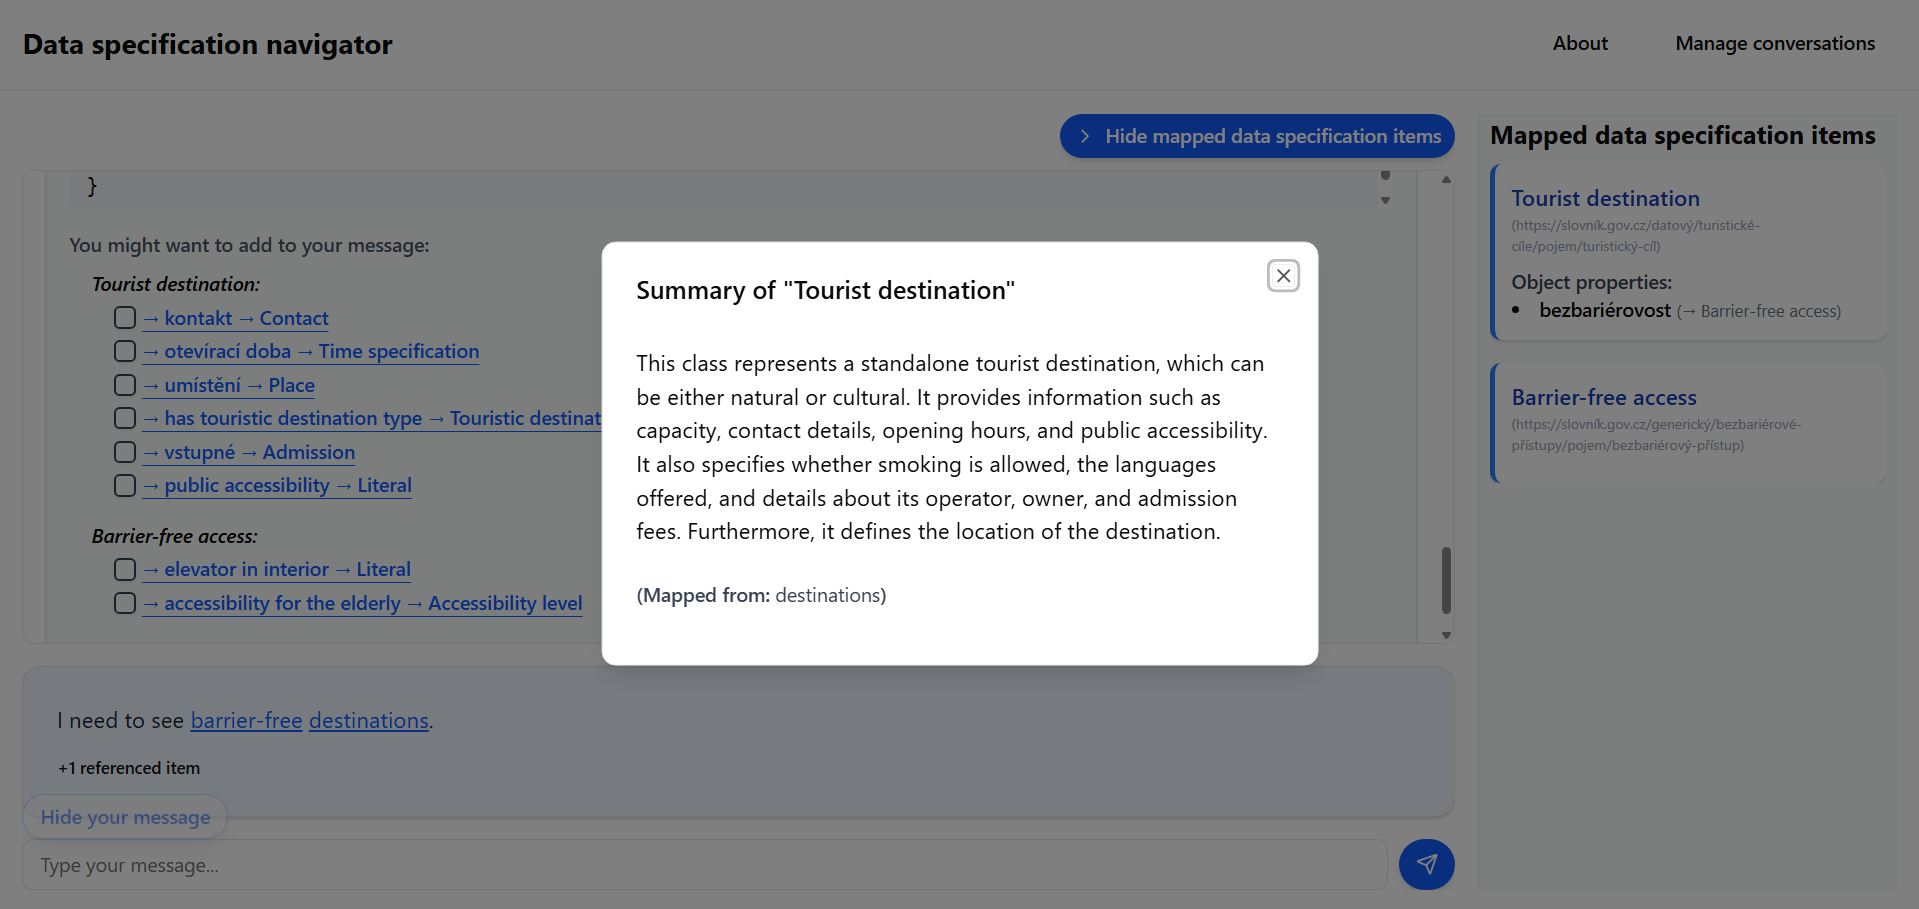 Data specification navigator
About
Manage conversations
Hide mapped data specification items
}
You might want to add to your message:
Tourist destination:
→ kontakt → Contact
→ otevírací doba → Time specification
→ umístění → Place
→ has touristic destination type → Touristic destinat
→ vstupné → Admission
→ public accessibility → Literal
Barrier-free access:
→ elevator in interior → Literal
→ accessibility for the elderly → Accessibility level
Summary of "Tourist destination"
This class represents a standalone tourist destination, which can
be either natural or cultural. It provides information such as
capacity, contact details, opening hours, and public accessibility.
It also specifies whether smoking is allowed, the languages
offered, and details about its operator, owner, and admission
fees. Furthermore, it defines the location of the destination.
(Mapped from: destinations)
I need to see barrier-free destinations.
+1 referenced item
Hide your message
Type your message...
Mapped data specification items
Tourist destination
(https://slovník.gov.cz/datový/turistické-
cíle/pojem/turistický-cíl)
Object properties:
• bezbariérovost (→ Barrier-free access)
Barrier-free access
(https://slovník.gov.cz/generický/bezbariérové-
přístupy/pojem/bezbariérový-přístup)